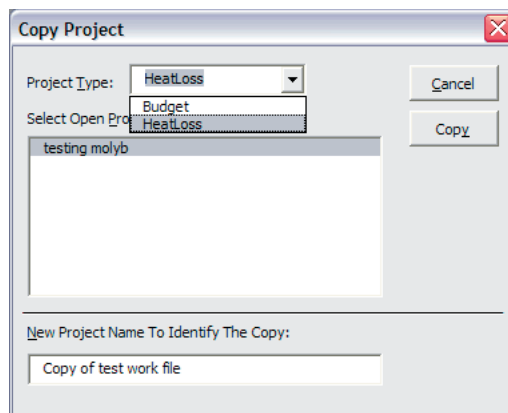 Copy Project
Project Type: HeatLoss
Cancel
Budget
Select Open Pro
HeatLoss
Copy
testing molyb
New Project Name To Identify The Copy:
Copy of test work file